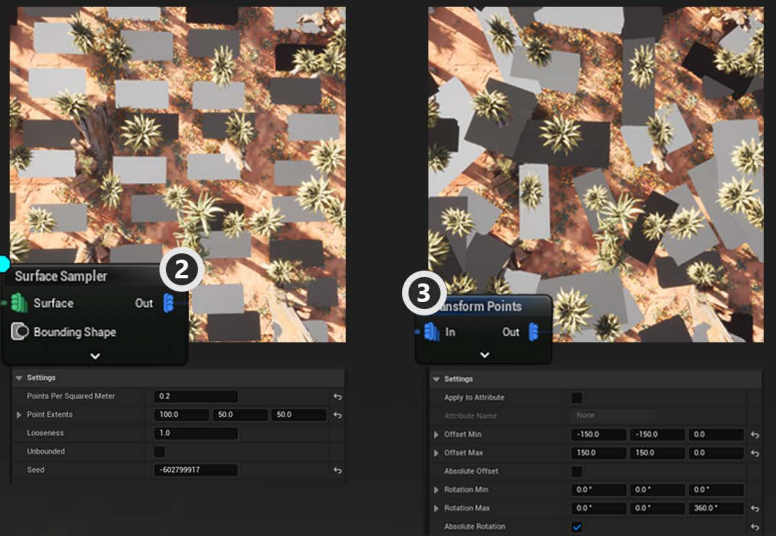 2
Surface Sampler
Surface Out
Bounding Shape
Settings
Points Per Squared Meter 0.2
Point Extents 100.0 50.0 50.0
Looseness 1.0
Unbounded
Seed -602799917
3
ansform Points
In Out
Settings
Apply to Attribute
Attribute Name None
Offset Min -150.0 -150.0 0.0
Offset Max 150.0 150.0 0.0
Absolute Offset
Rotation Min 0.0° 0.0° 0.0°
Rotation Max 0.0° 0.0° 360.0°
Absolute Rotation